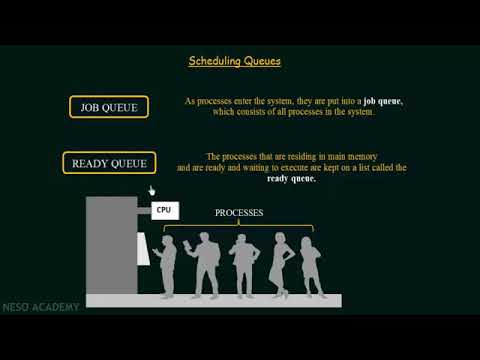 Scheduling Queues
JOB QUEUE
As processes enter the system, they are put into a job queue,
which consists of all processes in the system.
READY QUEUE
The processes that are residing in main memory
and are ready and waiting to execute are kept on a list called the
ready queue.
CPU
PROCESSES
NESO ACADEMY